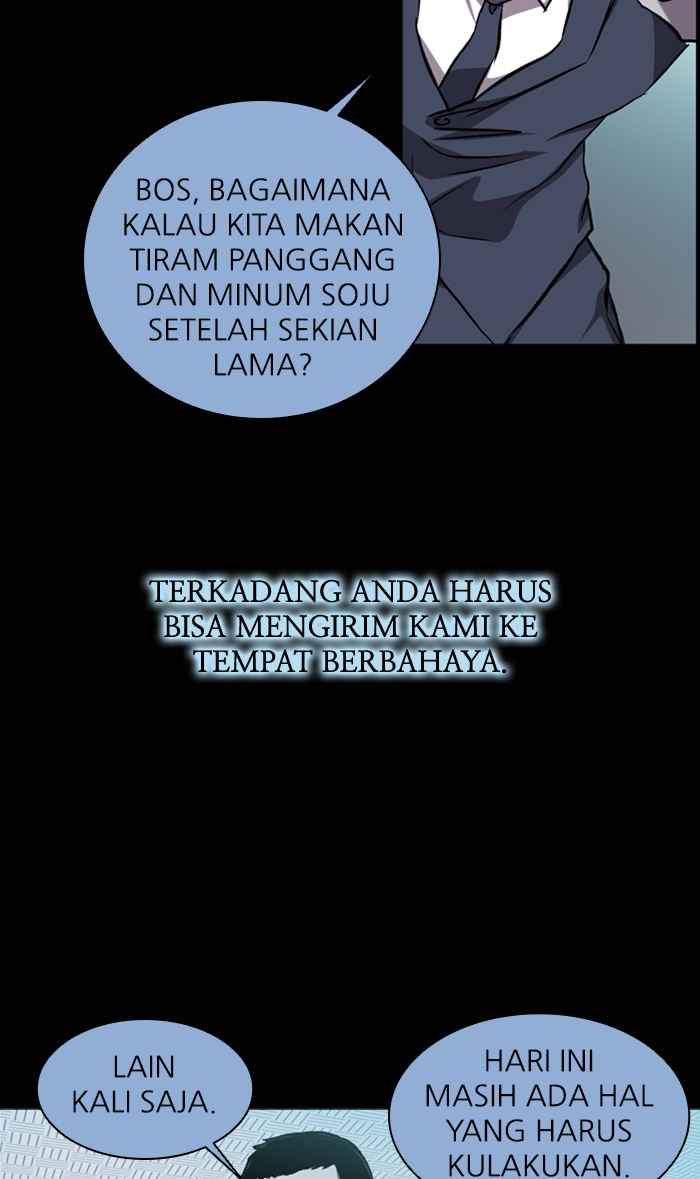 BOS, BAGAIMANA
KALAU KITA MAKAN
TIRAM PANGGANG
DAN MINUM SOJU
SETELAH SEKIAN
LAMA?
TERKADANG ANDA HARUS
BISA MENGIRIM KAMI KE
TEMPAT BERBAHAYA.
LAIN
KALI SAJA.
HARI INI
MASIH ADA HAL
YANG HARUS
KULAKUKAN.